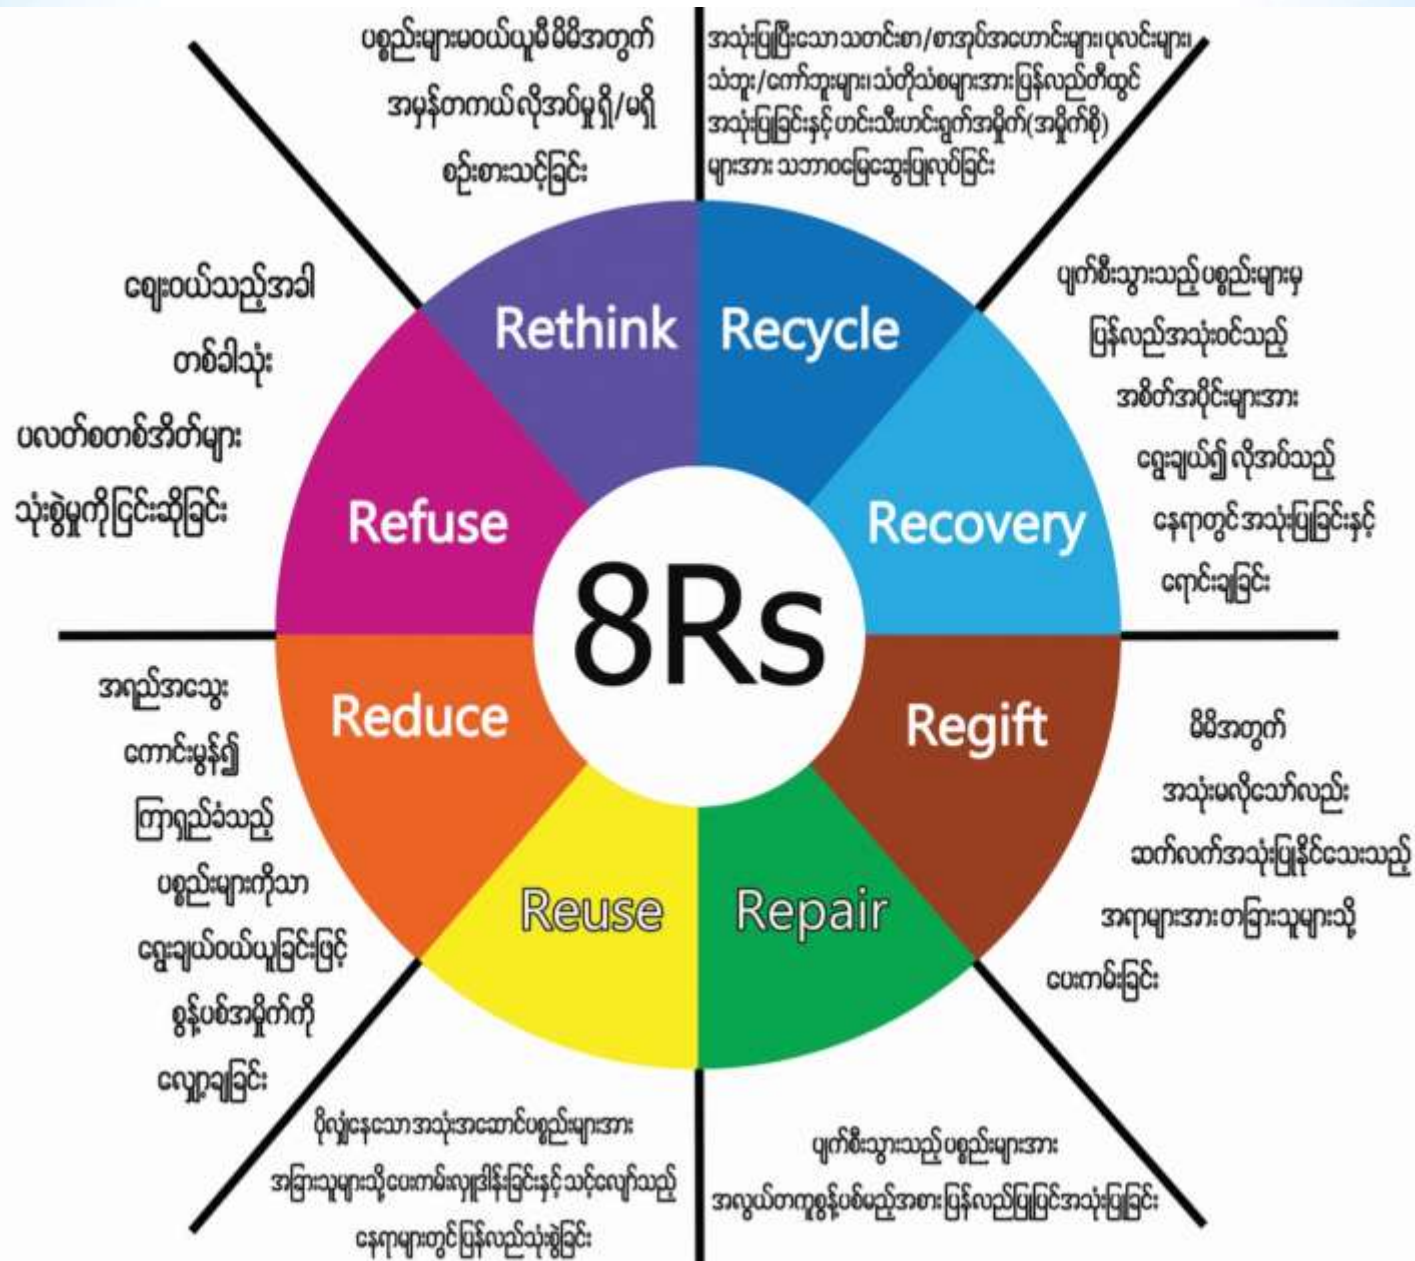 ပစ္စည်းများမဝယ်ယူမီ မိမိအတွက်
အမှန်တကယ် လိုအပ်မှု ရှိ/မရှိ
စဉ်းစားသင့်ခြင်း
Rethink
အသုံးပြုပြီးသော သတင်းစာ/စာအုပ်အဟောင်းများ၊ ပုလင်းများ၊
သံဘူး/ကော်ဘူးများ၊ သံတိုသံစများအား ပြန်လည်တီထွင်
အသုံးပြုခြင်းနှင့် ဟင်းသီးဟင်းရွက်အမှိုက်(အမှိုက်စို)
များအား သဘာဝမြေဆွေးပြုလုပ်ခြင်း
Recycle
ပျက်စီးသွားသည့် ပစ္စည်းများမှ
ပြန်လည်အသုံးဝင်သည့်
အစိတ်အပိုင်းများအား
ရွေးချယ်၍ လိုအပ်သည့်
နေရာတွင် အသုံးပြုခြင်းနှင့်
ရောင်းချခြင်း
Recovery
မိမိအတွက်
အသုံးမလိုသော်လည်း
ဆက်လက်အသုံးပြုနိုင်သေးသည့်
အရာများအား တခြားသူများသို့
ပေးကမ်းခြင်း
Regift
ပျက်စီးသွားသည့် ပစ္စည်းများအား
အလွယ်တကူစွန့်ပစ်မည့်အစား ပြန်လည်ပြုပြင်အသုံးပြုခြင်း
Repair
ပိုလျှံနေသော အသုံးအဆောင်ပစ္စည်းများအား
အခြားသူများသို့ ပေးကမ်းလှူဒါန်းခြင်းနှင့် သင့်လျော်သည့်
နေရာများတွင် ပြန်လည်သုံးစွဲခြင်း
Reuse
အရည်အသွေး
ကောင်းမွန်၍
ကြာရှည်ခံသည့်
ပစ္စည်းများကိုသာ
ရွေးချယ်ဝယ်ယူခြင်းဖြင့်
စွန့်ပစ်အမှိုက်ကို
လျှော့ချခြင်း
Reduce
ဈေးဝယ်သည့်အခါ
တစ်ခါသုံး
ပလတ်စတစ်အိတ်များ
သုံးစွဲမှုကို ငြင်းဆိုခြင်း
Refuse
8Rs